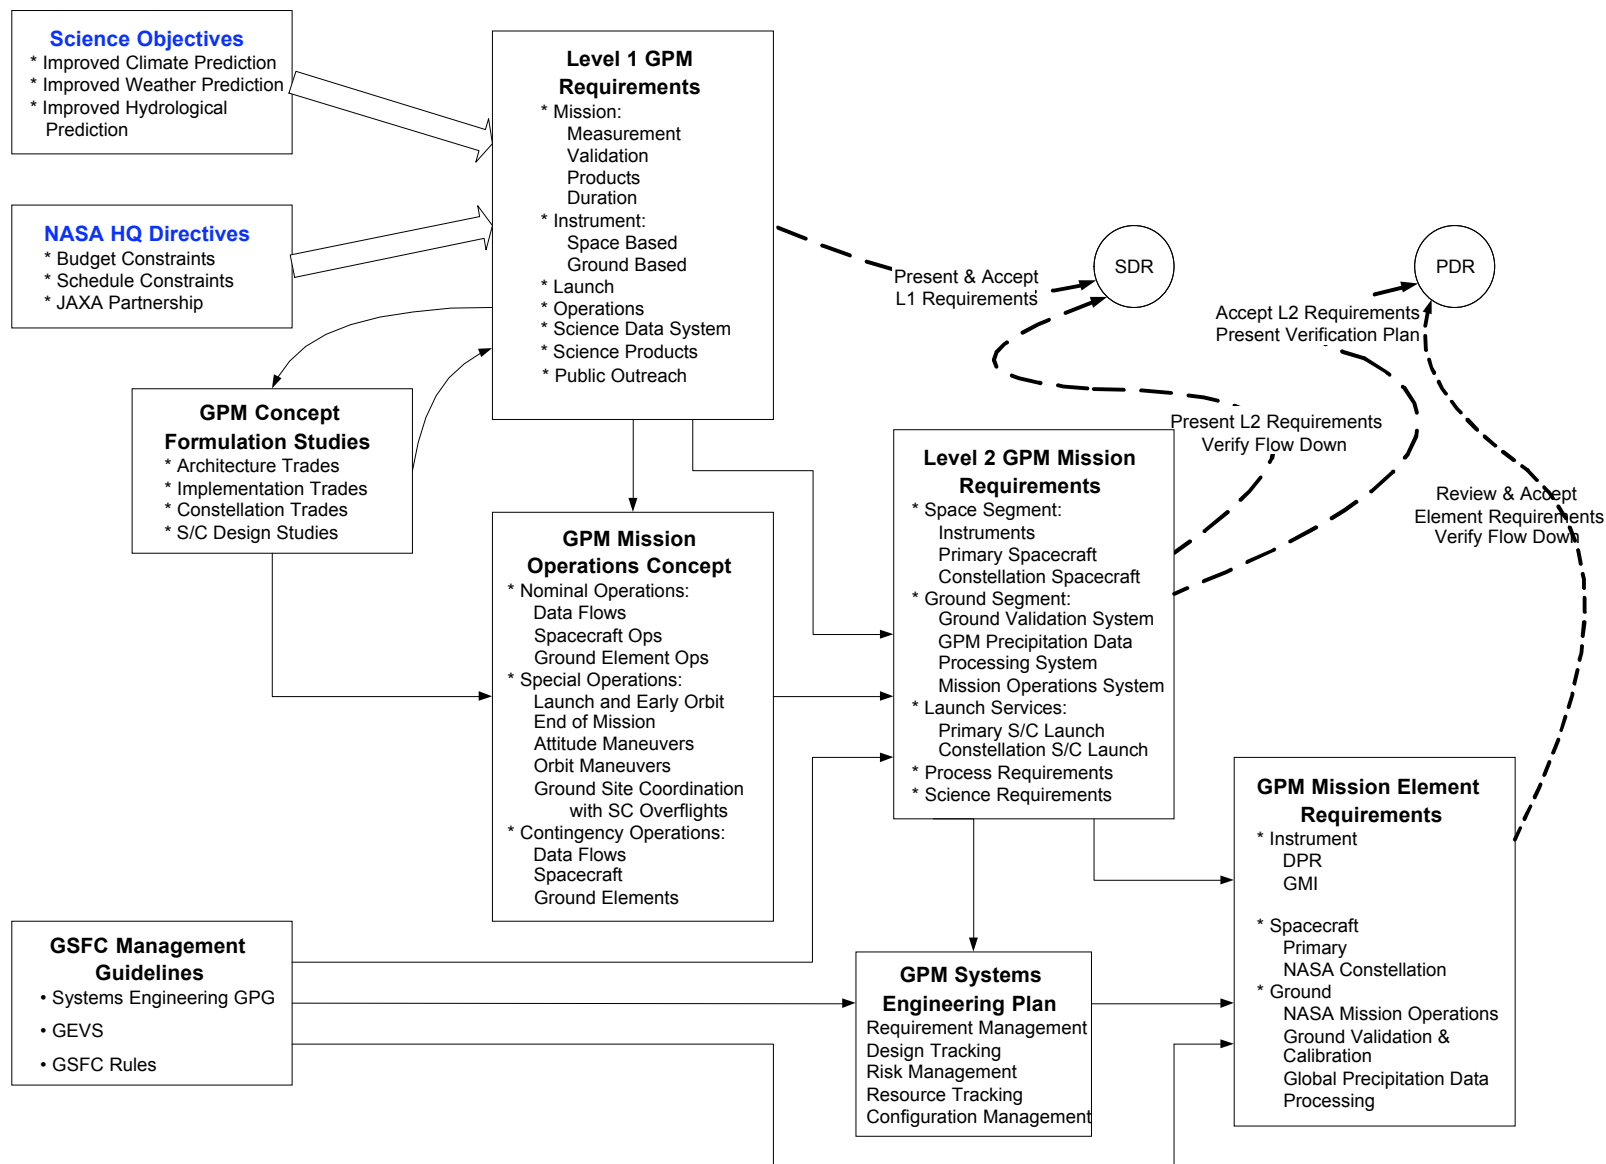 Science Objectives
* Improved Climate Prediction
* Improved Weather Prediction
* Improved Hydrological
Prediction
NASA HQ Directives
* Budget Constraints
* Schedule Constraints
* JAXA Partnership
Level 1 GPM
Requirements
* Mission:
Measurement
Validation
Products
Duration
* Instrument:
Space Based
Ground Based
* Launch
* Operations
* Science Data System
* Science Products
* Public Outreach
Present & Accept
L1 Requirements
SDR
PDR
Accept L2 Requirements
Present Verification Plan
GPM Concept
Formulation Studies
* Architecture Trades
* Implementation Trades
* Constellation Trades
* S/C Design Studies
Present L2 Requirements
Verify Flow Down
Review & Accept
Element Requirements
Verify Flow Down
GPM Mission
Operations Concept
* Nominal Operations:
Data Flows
Spacecraft Ops
Ground Element Ops
* Special Operations:
Launch and Early Orbit
End of Mission
Attitude Maneuvers
Orbit Maneuvers
Ground Site Coordination
with SC Overflights
* Contingency Operations:
Data Flows
Spacecraft
Ground Elements
Level 2 GPM Mission
Requirements
* Space Segment:
Instruments
Primary Spacecraft
Constellation Spacecraft
* Ground Segment:
Ground Validation System
GPM Precipitation Data
Processing System
Mission Operations System
* Launch Services:
Primary S/C Launch
Constellation S/C Launch
* Process Requirements
* Science Requirements
GSFC Management
Guidelines
• Systems Engineering GPG
• GEVS
• GSFC Rules
GPM Systems
Engineering Plan
Requirement Management
Design Tracking
Risk Management
Resource Tracking
Configuration Management
GPM Mission Element
Requirements
* Instrument
DPR
GMI
* Spacecraft
Primary
NASA Constellation
* Ground
NASA Mission Operations
Ground Validation &
Calibration
Global Precipitation Data
Processing